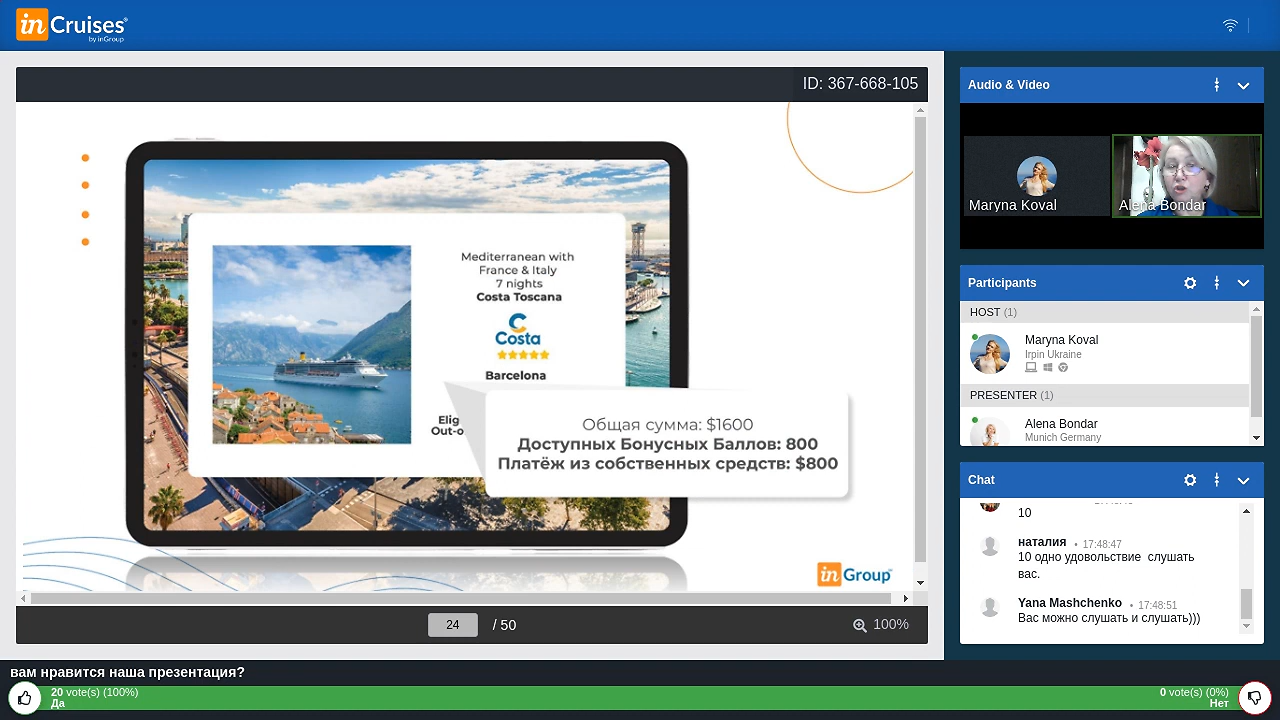 in Cruises®
by inGroup
ID: 367-668-105
Mediterranean with
France & Italy
7 nights
Costa Toscana
Costa
Barcelona
Elig
Out-o
Общая сумма: $1600
Доступных Бонусных Баллов: 800
Платёж из собственных средств: $800
in Group
24 / 50
100%
Audio & Video
Maryna Koval
Alena Bondar
Participants
HOST (1)
Maryna Koval
Irpin Ukraine
PRESENTER (1)
Alena Bondar
Munich Germany
Chat
10
наталия • 17:48:47
10 одно удовольствие слушать
вас.
Yana Mashchenko • 17:48:51
Вас можно слушать и слушать)))
вам нравится наша презентация?
20 vote(s) (100%)
Да
0 vote(s) (0%)
Нет